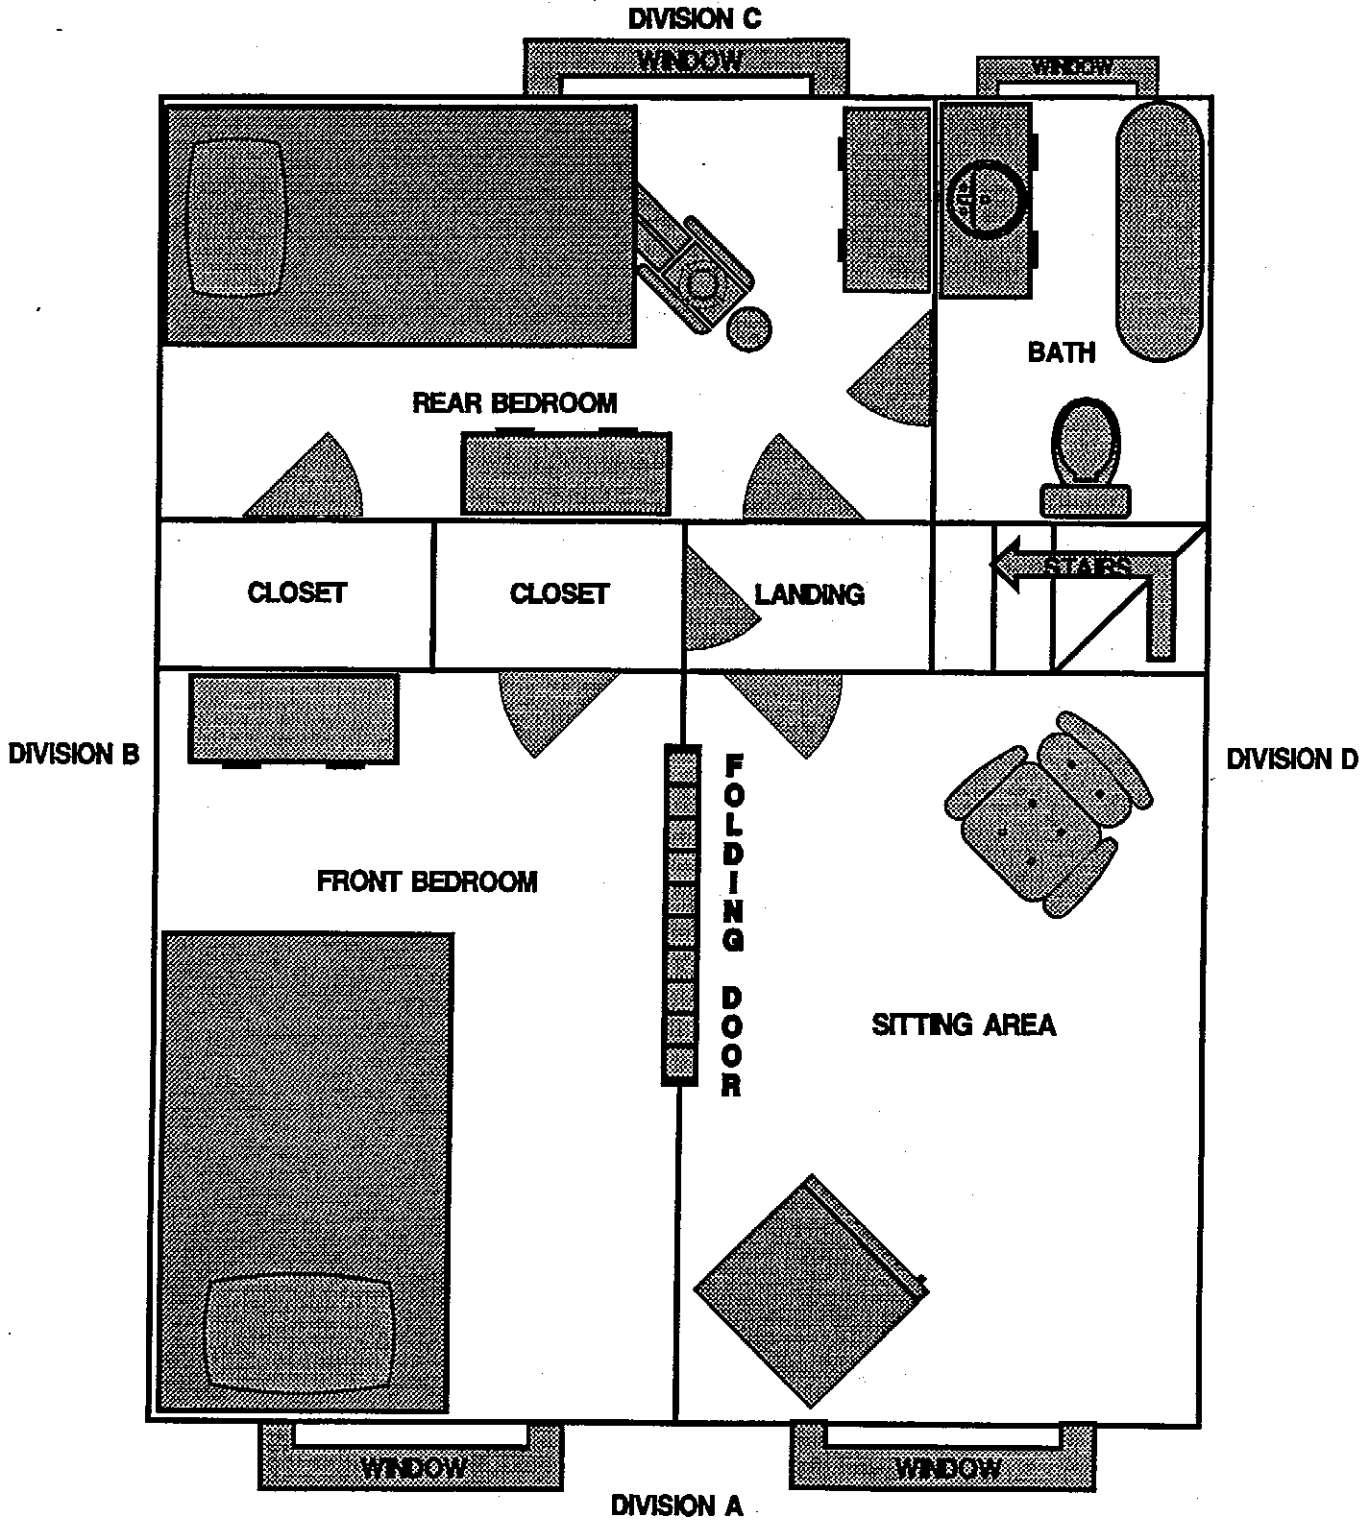 DIVISION C
WINDOW
WINDOW
BATH
REAR BEDROOM
STAIRS
CLOSET
CLOSET
LANDING
DIVISION B
DIVISION D
FOLDING DOOR
FRONT BEDROOM
SITTING AREA
WINDOW
WINDOW
DIVISION A